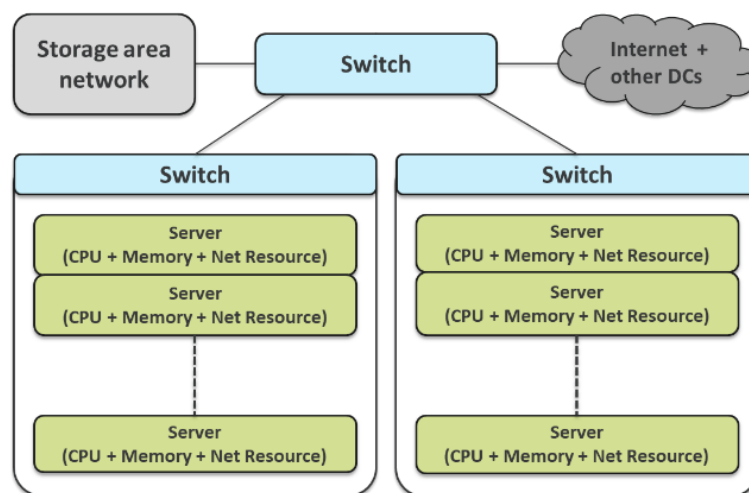 Storage area
network
Switch
Internet +
other DCs
Switch
Server
(CPU + Memory + Net Resource)
Server
(CPU + Memory + Net Resource)
Server
(CPU + Memory + Net Resource)
Switch
Server
(CPU + Memory + Net Resource)
Server
(CPU + Memory + Net Resource)
Server
(CPU + Memory + Net Resource)